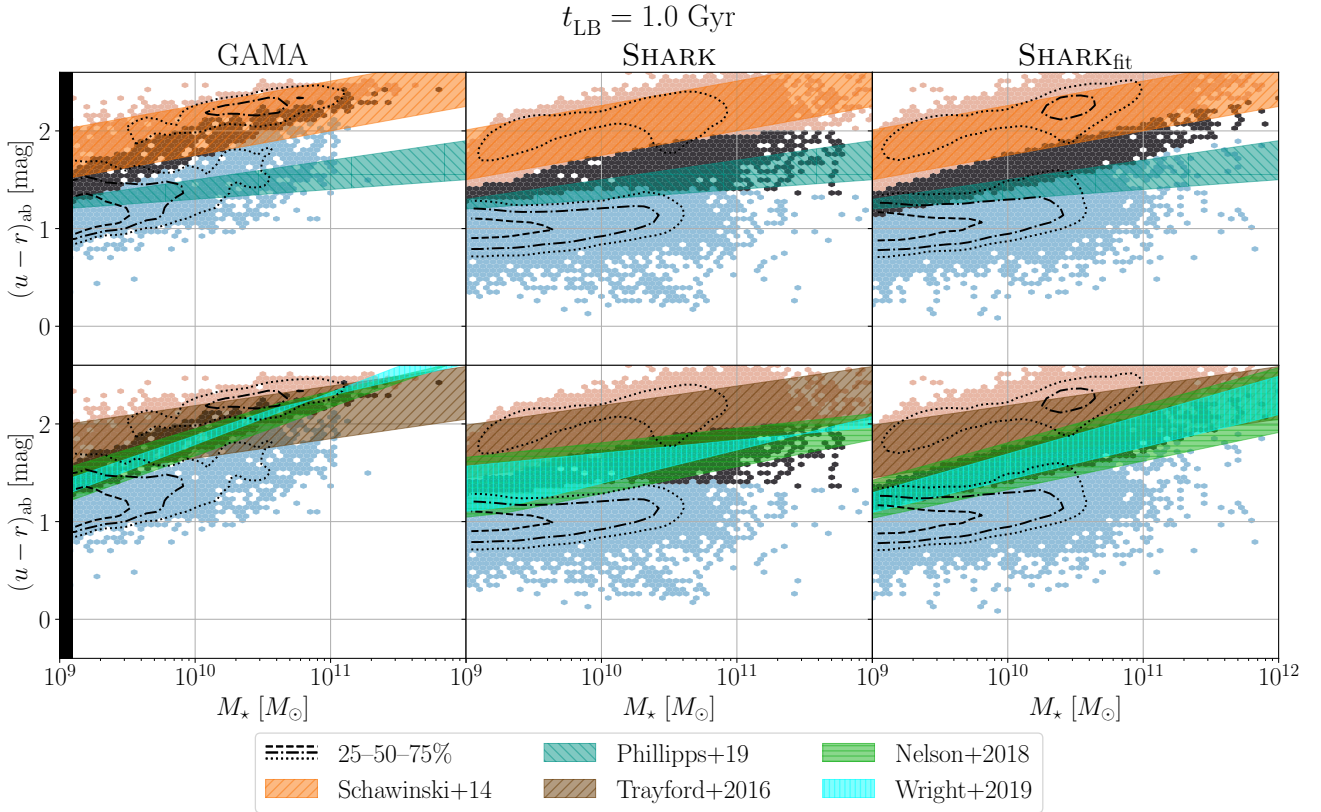 t_LB = 1.0 Gyr
GAMA SHARK SHARK_fit
(u − r)_ab [mag]
2
1
0
(u − r)_ab [mag]
2
1
0
10^9 10^10 10^11 10^9 10^10 10^11 10^9 10^10 10^11 10^12
M⋆ [M⊙] M⋆ [M⊙] M⋆ [M⊙]
25–50–75% Phillipps+19 Nelson+2018
Schawinski+14 Trayford+2016 Wright+2019